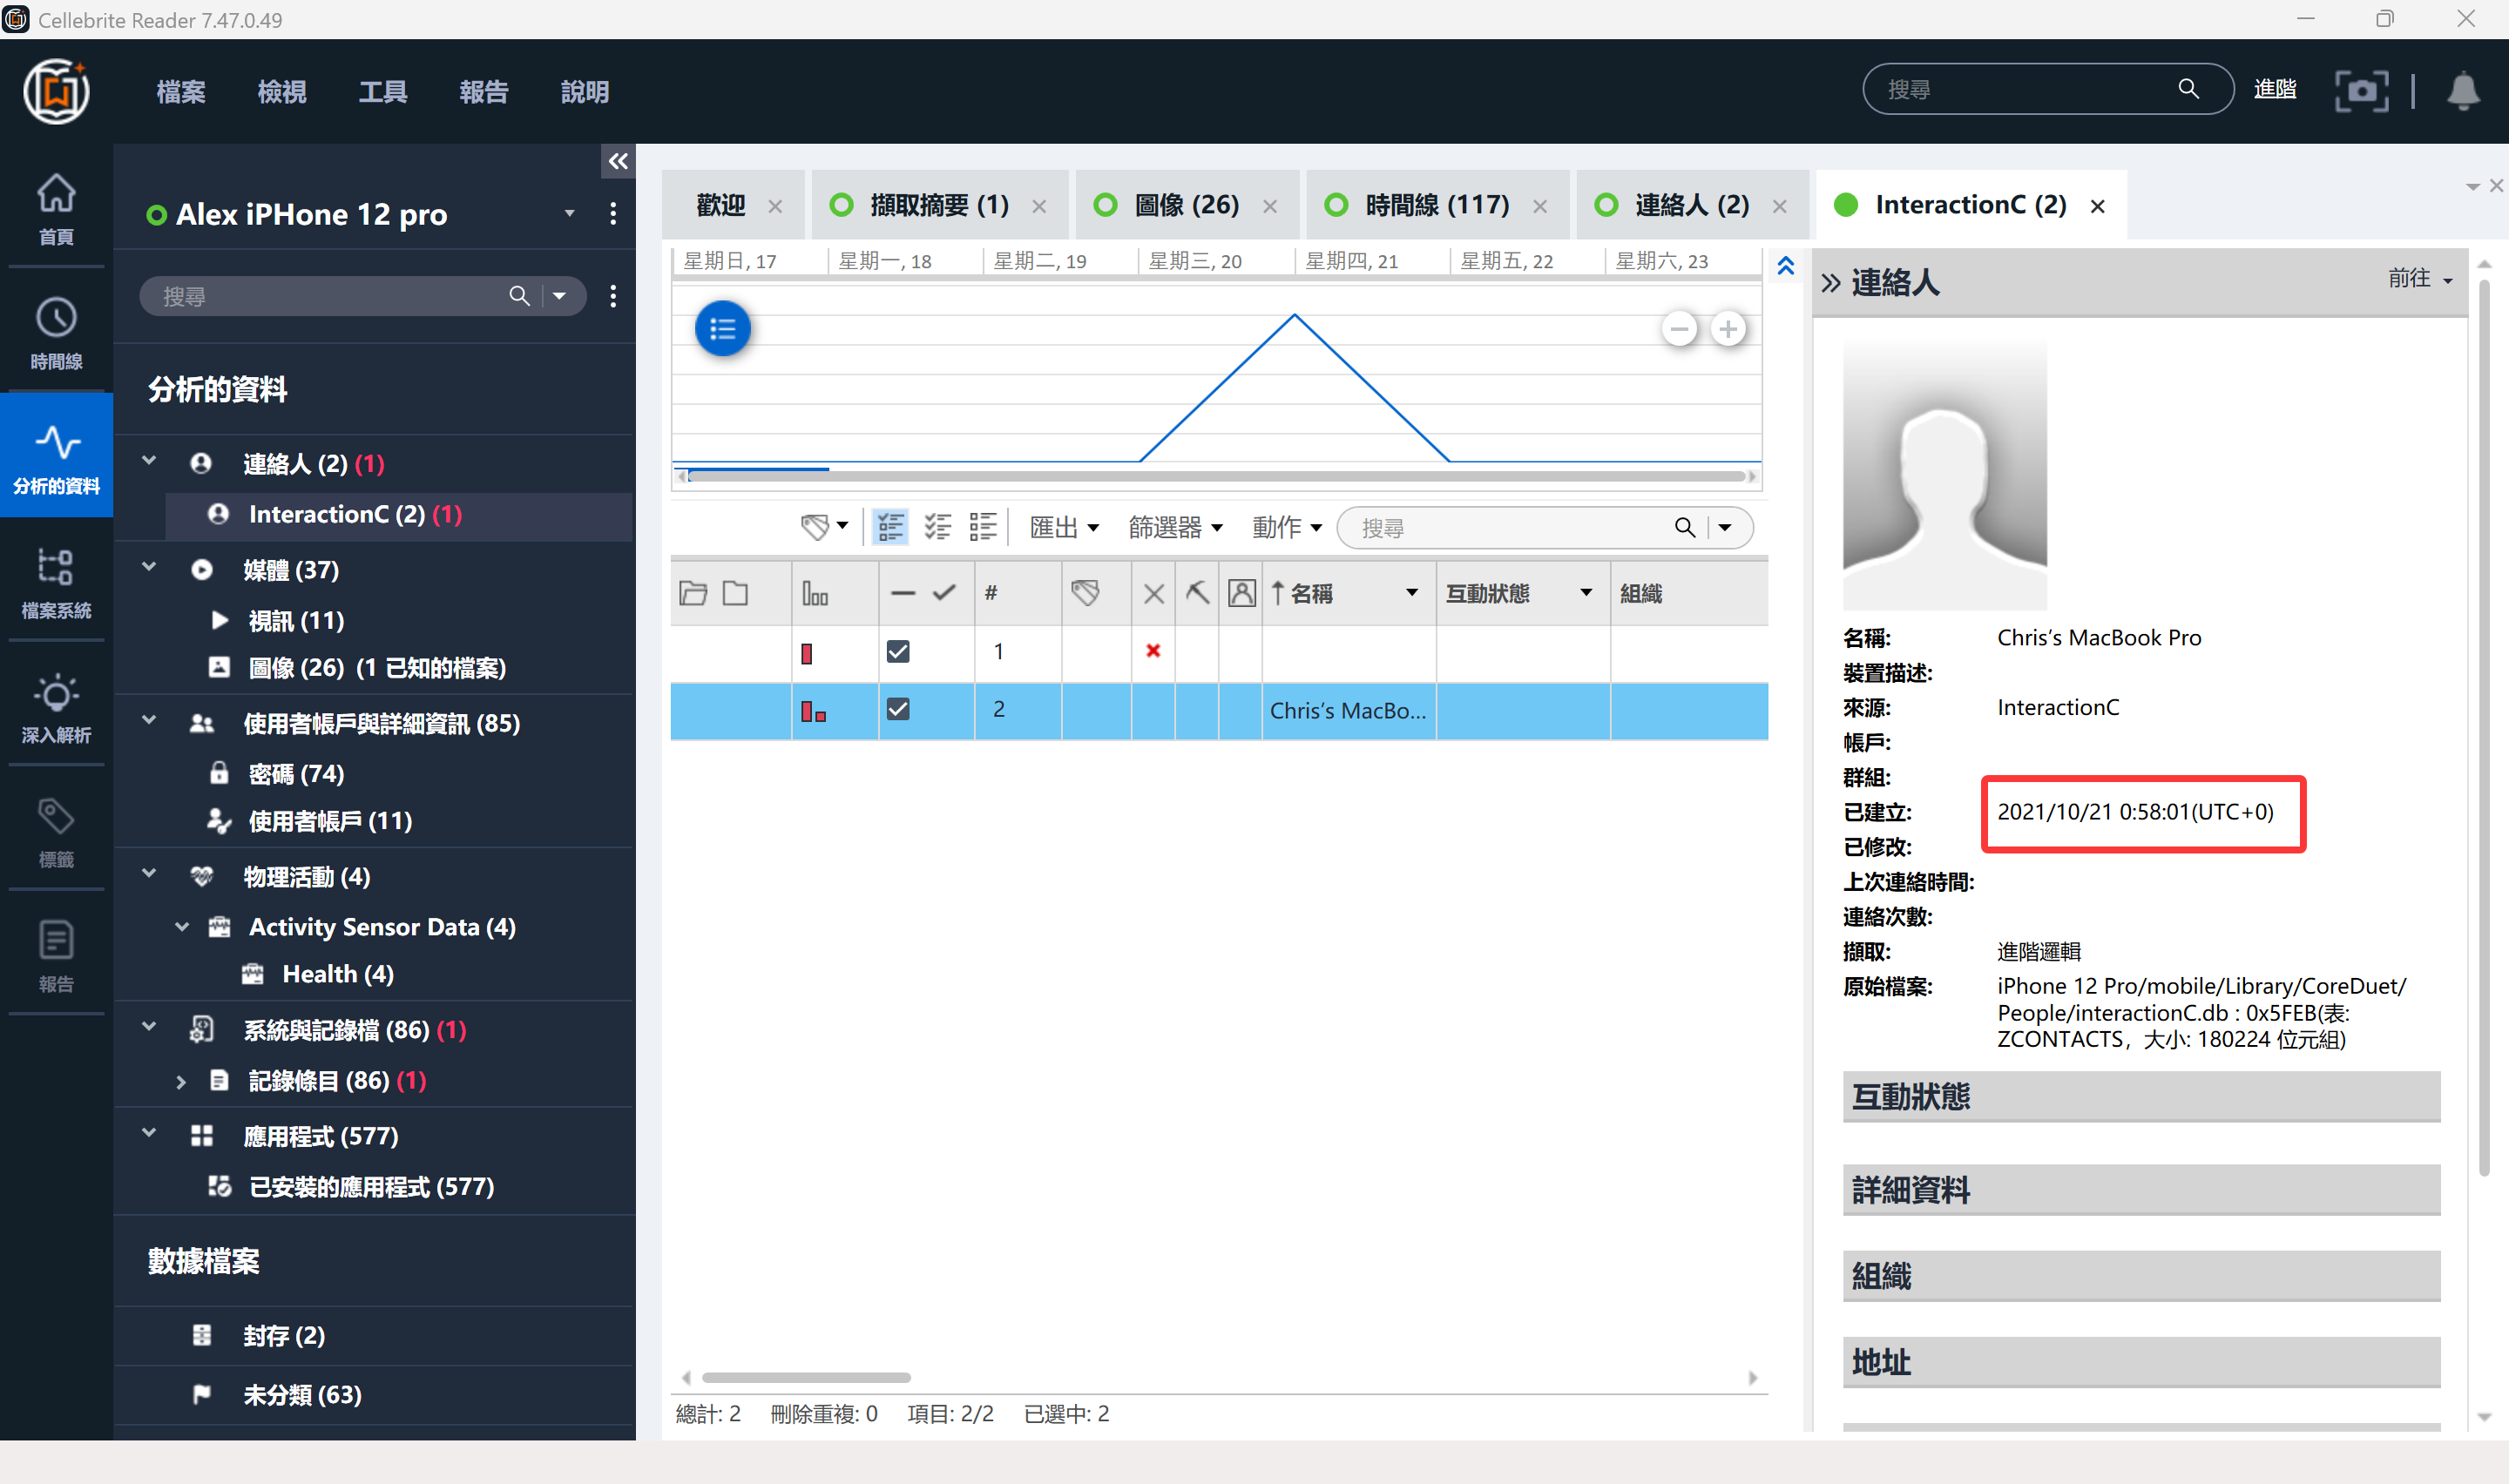 Cellebrite Reader 7.47.0.49
檔案 檢視 工具 報告 說明
搜尋
進階
首頁
時間線
分析的資料
檔案系統
深入解析
標籤
報告
Alex iPHone 12 pro
搜尋
分析的資料
連絡人 (2) (1)
InteractionC (2) (1)
媒體 (37)
視訊 (11)
圖像 (26) (1 已知的檔案)
使用者帳戶與詳細資訊 (85)
密碼 (74)
使用者帳戶 (11)
物理活動 (4)
Activity Sensor Data (4)
Health (4)
系統與記錄檔 (86) (1)
記錄條目 (86) (1)
應用程式 (577)
已安裝的應用程式 (577)
數據檔案
封存 (2)
未分類 (63)
歡迎
擷取摘要 (1)
圖像 (26)
時間線 (117)
連絡人 (2)
InteractionC (2)
星期日, 17 星期一, 18 星期二, 19 星期三, 20 星期四, 21 星期五, 22 星期六, 23
匯出 篩選器 動作 搜尋
# 名稱 互動狀態 組織
1
2 Chris’s MacBo...
總計: 2 刪除重複: 0 項目: 2/2 已選中: 2
連絡人 前往
名稱: Chris’s MacBook Pro
裝置描述:
來源: InteractionC
帳戶:
群組:
已建立: 2021/10/21 0:58:01(UTC+0)
已修改:
上次連絡時間:
連絡次數:
擷取: 進階邏輯
原始檔案: iPhone 12 Pro/mobile/Library/CoreDuet/
People/interactionC.db : 0x5FEB(表:
ZCONTACTS，大小: 180224 位元組)
互動狀態
詳細資料
組織
地址